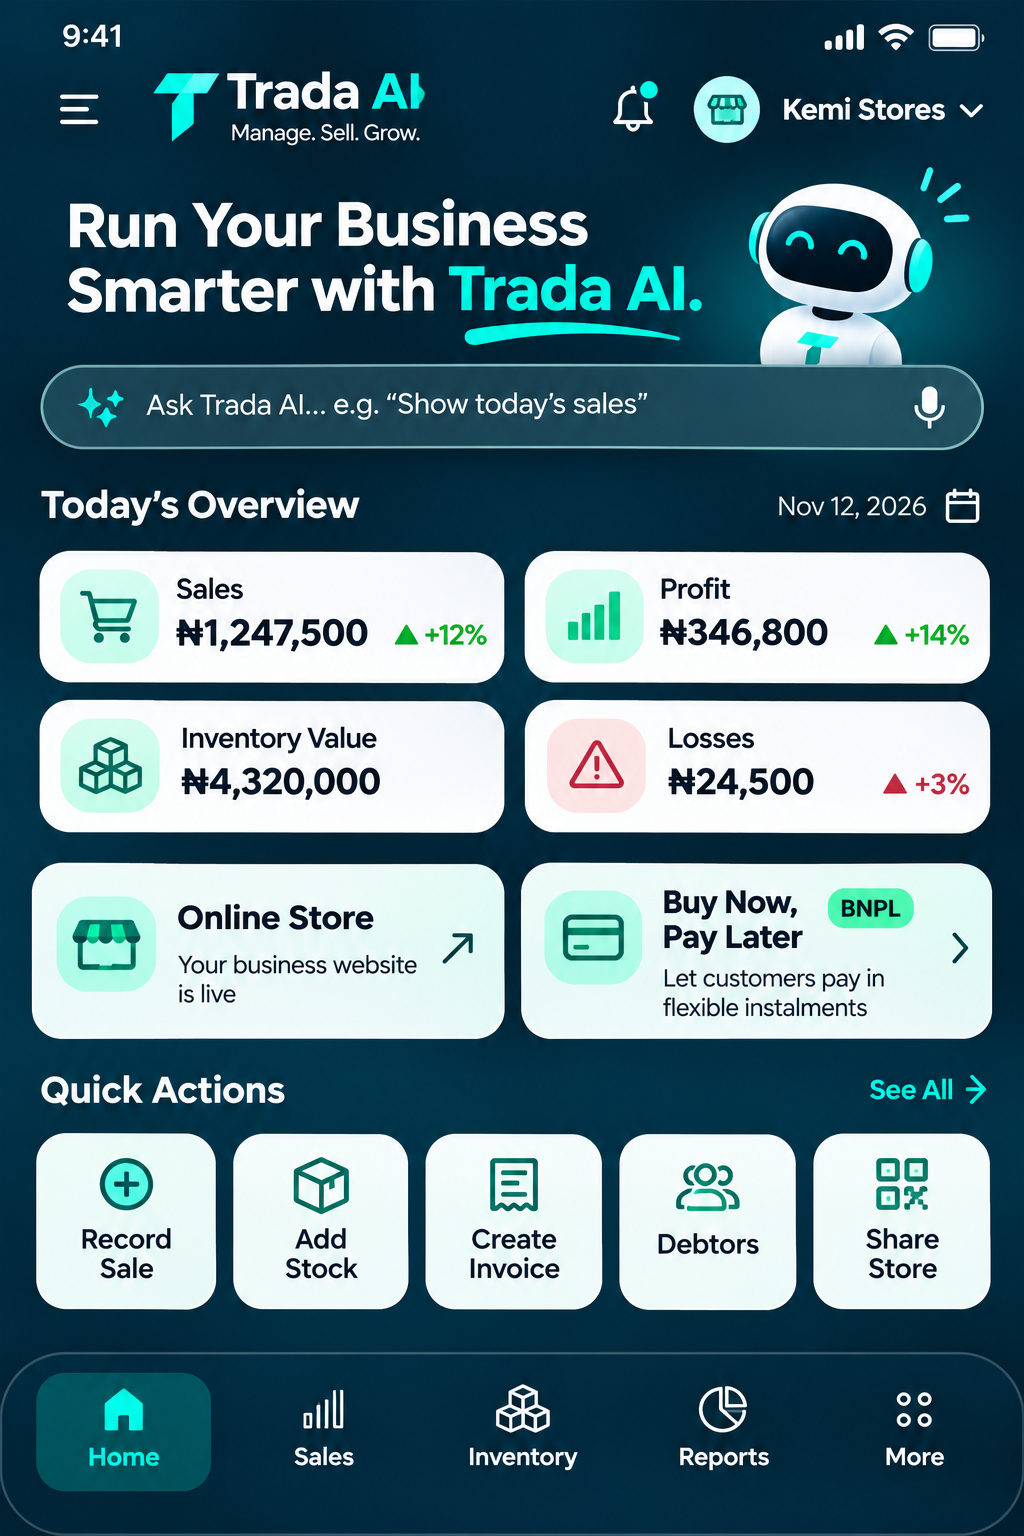 9:41
Trada AI
Manage. Sell. Grow.
Kemi Stores
Run Your Business
Smarter with Trada AI.
Ask Trada AI... e.g. “Show today’s sales”
Today’s Overview
Nov 12, 2026
Sales
₦1,247,500 ▲ +12%
Profit
₦346,800 ▲ +14%
Inventory Value
₦4,320,000
Losses
₦24,500 ▲ +3%
Online Store
Your business website
is live
Buy Now,
Pay Later
BNPL
Let customers pay in
flexible instalments
Quick Actions
See All →
Record
Sale
Add
Stock
Create
Invoice
Debtors
Share
Store
Home
Sales
Inventory
Reports
More